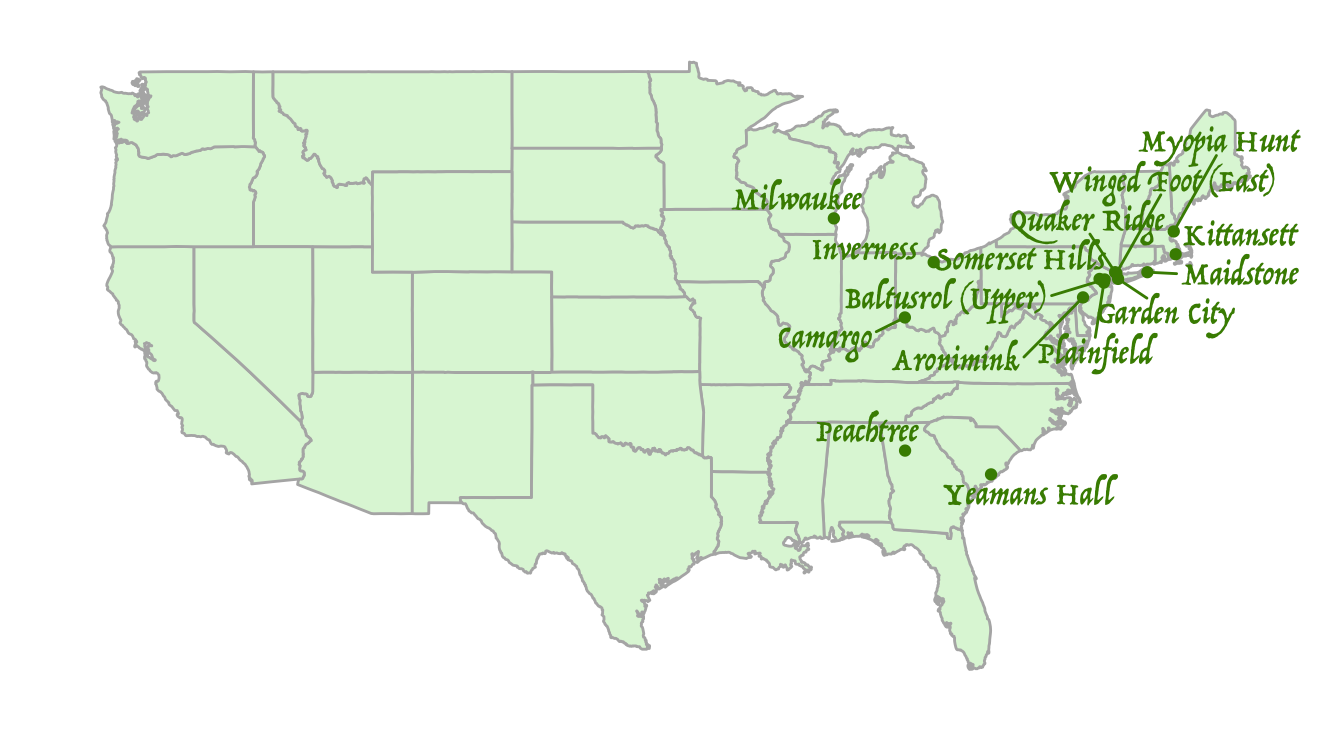 Myopia Hunt
Winged Foot (East)
Milwaukee
Quaker Ridge
Kittansett
Inverness
Somerset Hills
Maidstone
Baltusrol (Upper)
Garden City
Camargo
Aronimink
Plainfield
Peachtree
Yeamans Hall